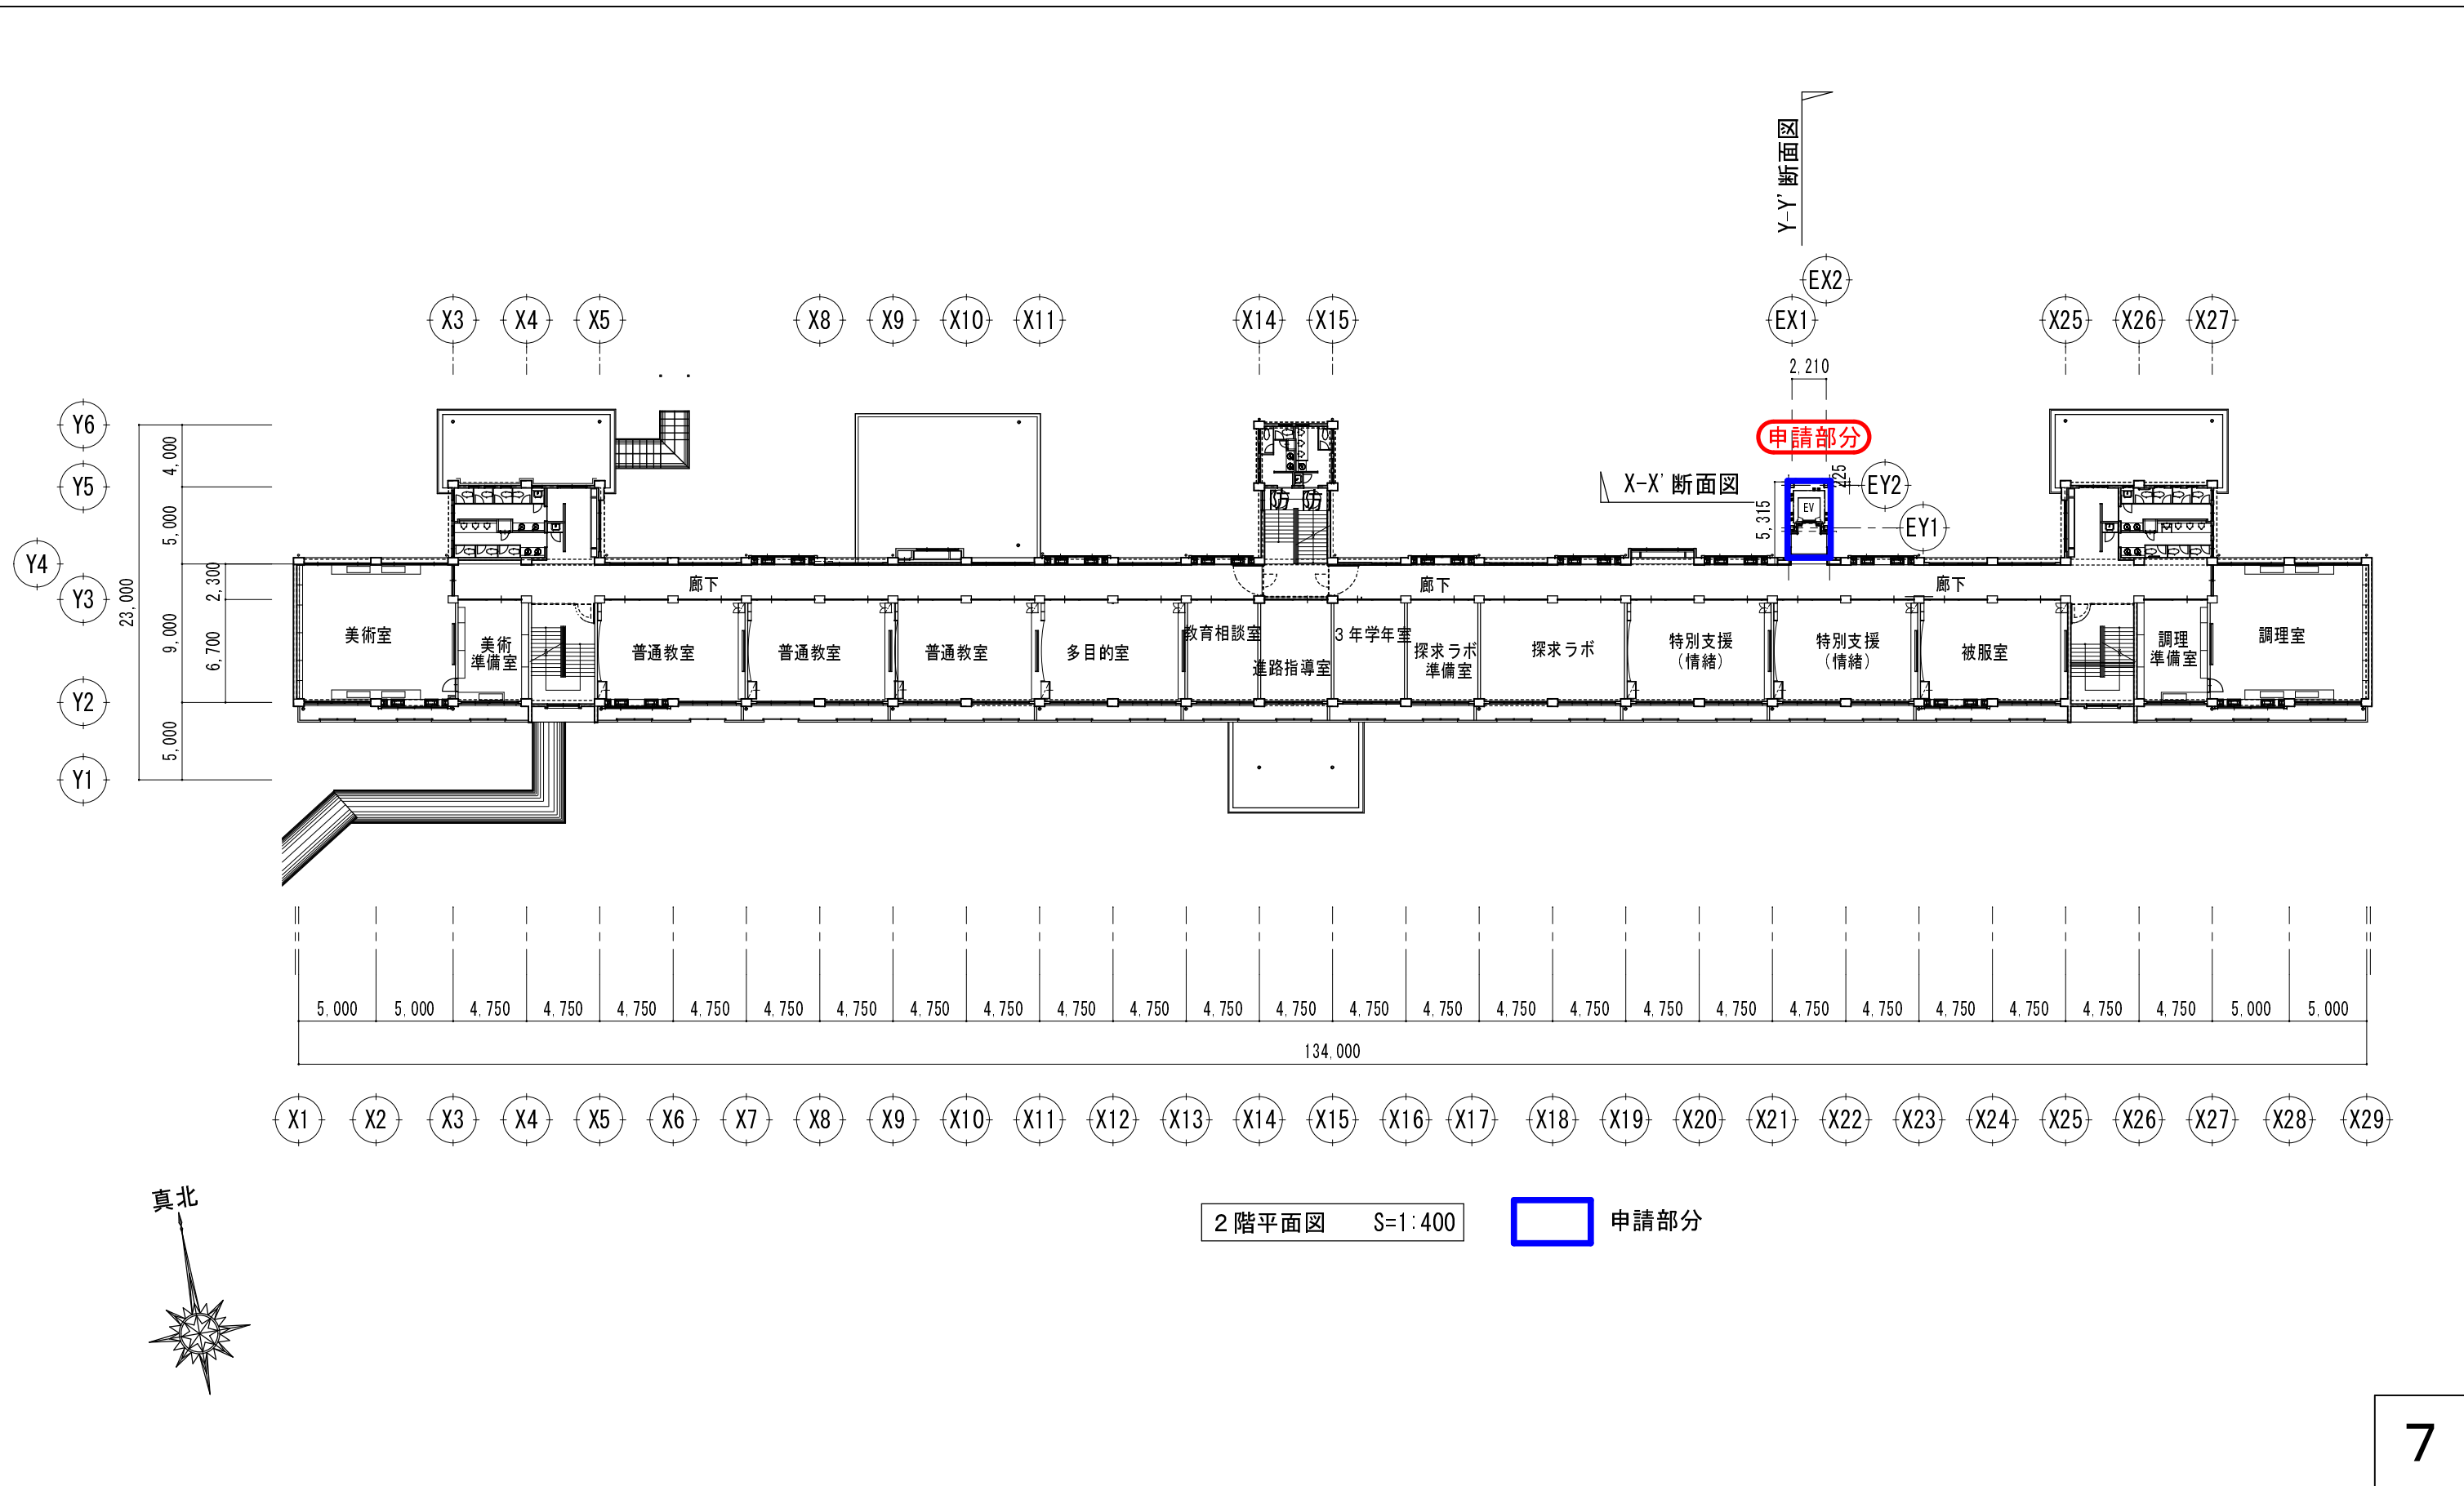 Y-Y'断面図
EX2
X3 X4 X5 X8 X9 X10 X11 X14 X15 EX1 X25 X26 X27
2,210
申請部分
Y6
4,000
Y5
X-X'断面図
225
EY2
EV
5,315
EY1
5,000
Y4
2,300
Y3
23,000
9,000
6,700
廊下 廊下 廊下
美術室
美術
準備室
普通教室
普通教室
普通教室
多目的室
教育相談室
進路指導室
3年学年室
探求ラボ
準備室
探求ラボ
特別支援
(情緒)
特別支援
(情緒)
被服室
調理
準備室
調理室
Y2
5,000
Y1
5,000 5,000 4,750 4,750 4,750 4,750 4,750 4,750 4,750 4,750 4,750 4,750 4,750 4,750 4,750 4,750 4,750 4,750 4,750 4,750 4,750 4,750 4,750 4,750 4,750 4,750 5,000 5,000
134,000
X1 X2 X3 X4 X5 X6 X7 X8 X9 X10 X11 X12 X13 X14 X15 X16 X17 X18 X19 X20 X21 X22 X23 X24 X25 X26 X27 X28 X29
真北
2階平面図 S=1:400
申請部分
7